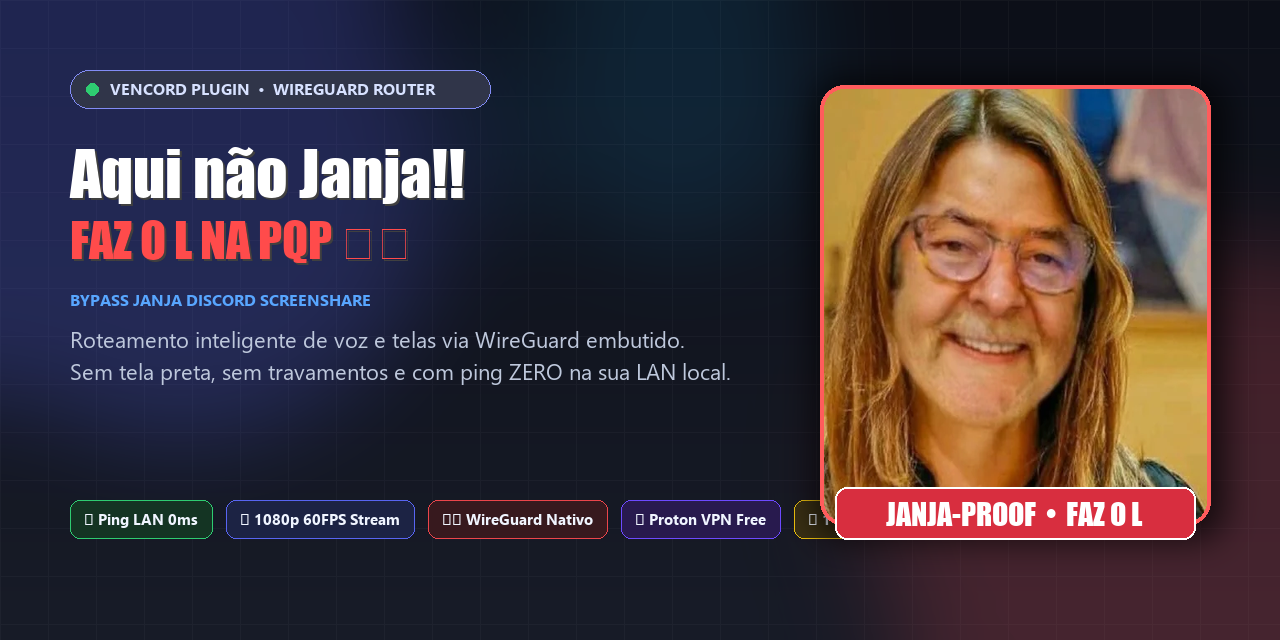 VENCORD PLUGIN • WIREGUARD ROUTER
Aqui não Janja!!
FAZ O L NA PQP
BYPASS JANJA DISCORD SCREENSHARE
Roteamento inteligente de voz e telas via WireGuard embutido.
Sem tela preta, sem travamentos e com ping ZERO na sua LAN local.
Ping LAN 0ms
1080p 60FPS Stream
WireGuard Nativo
Proton VPN Free
JANJA-PROOF • FAZ O L